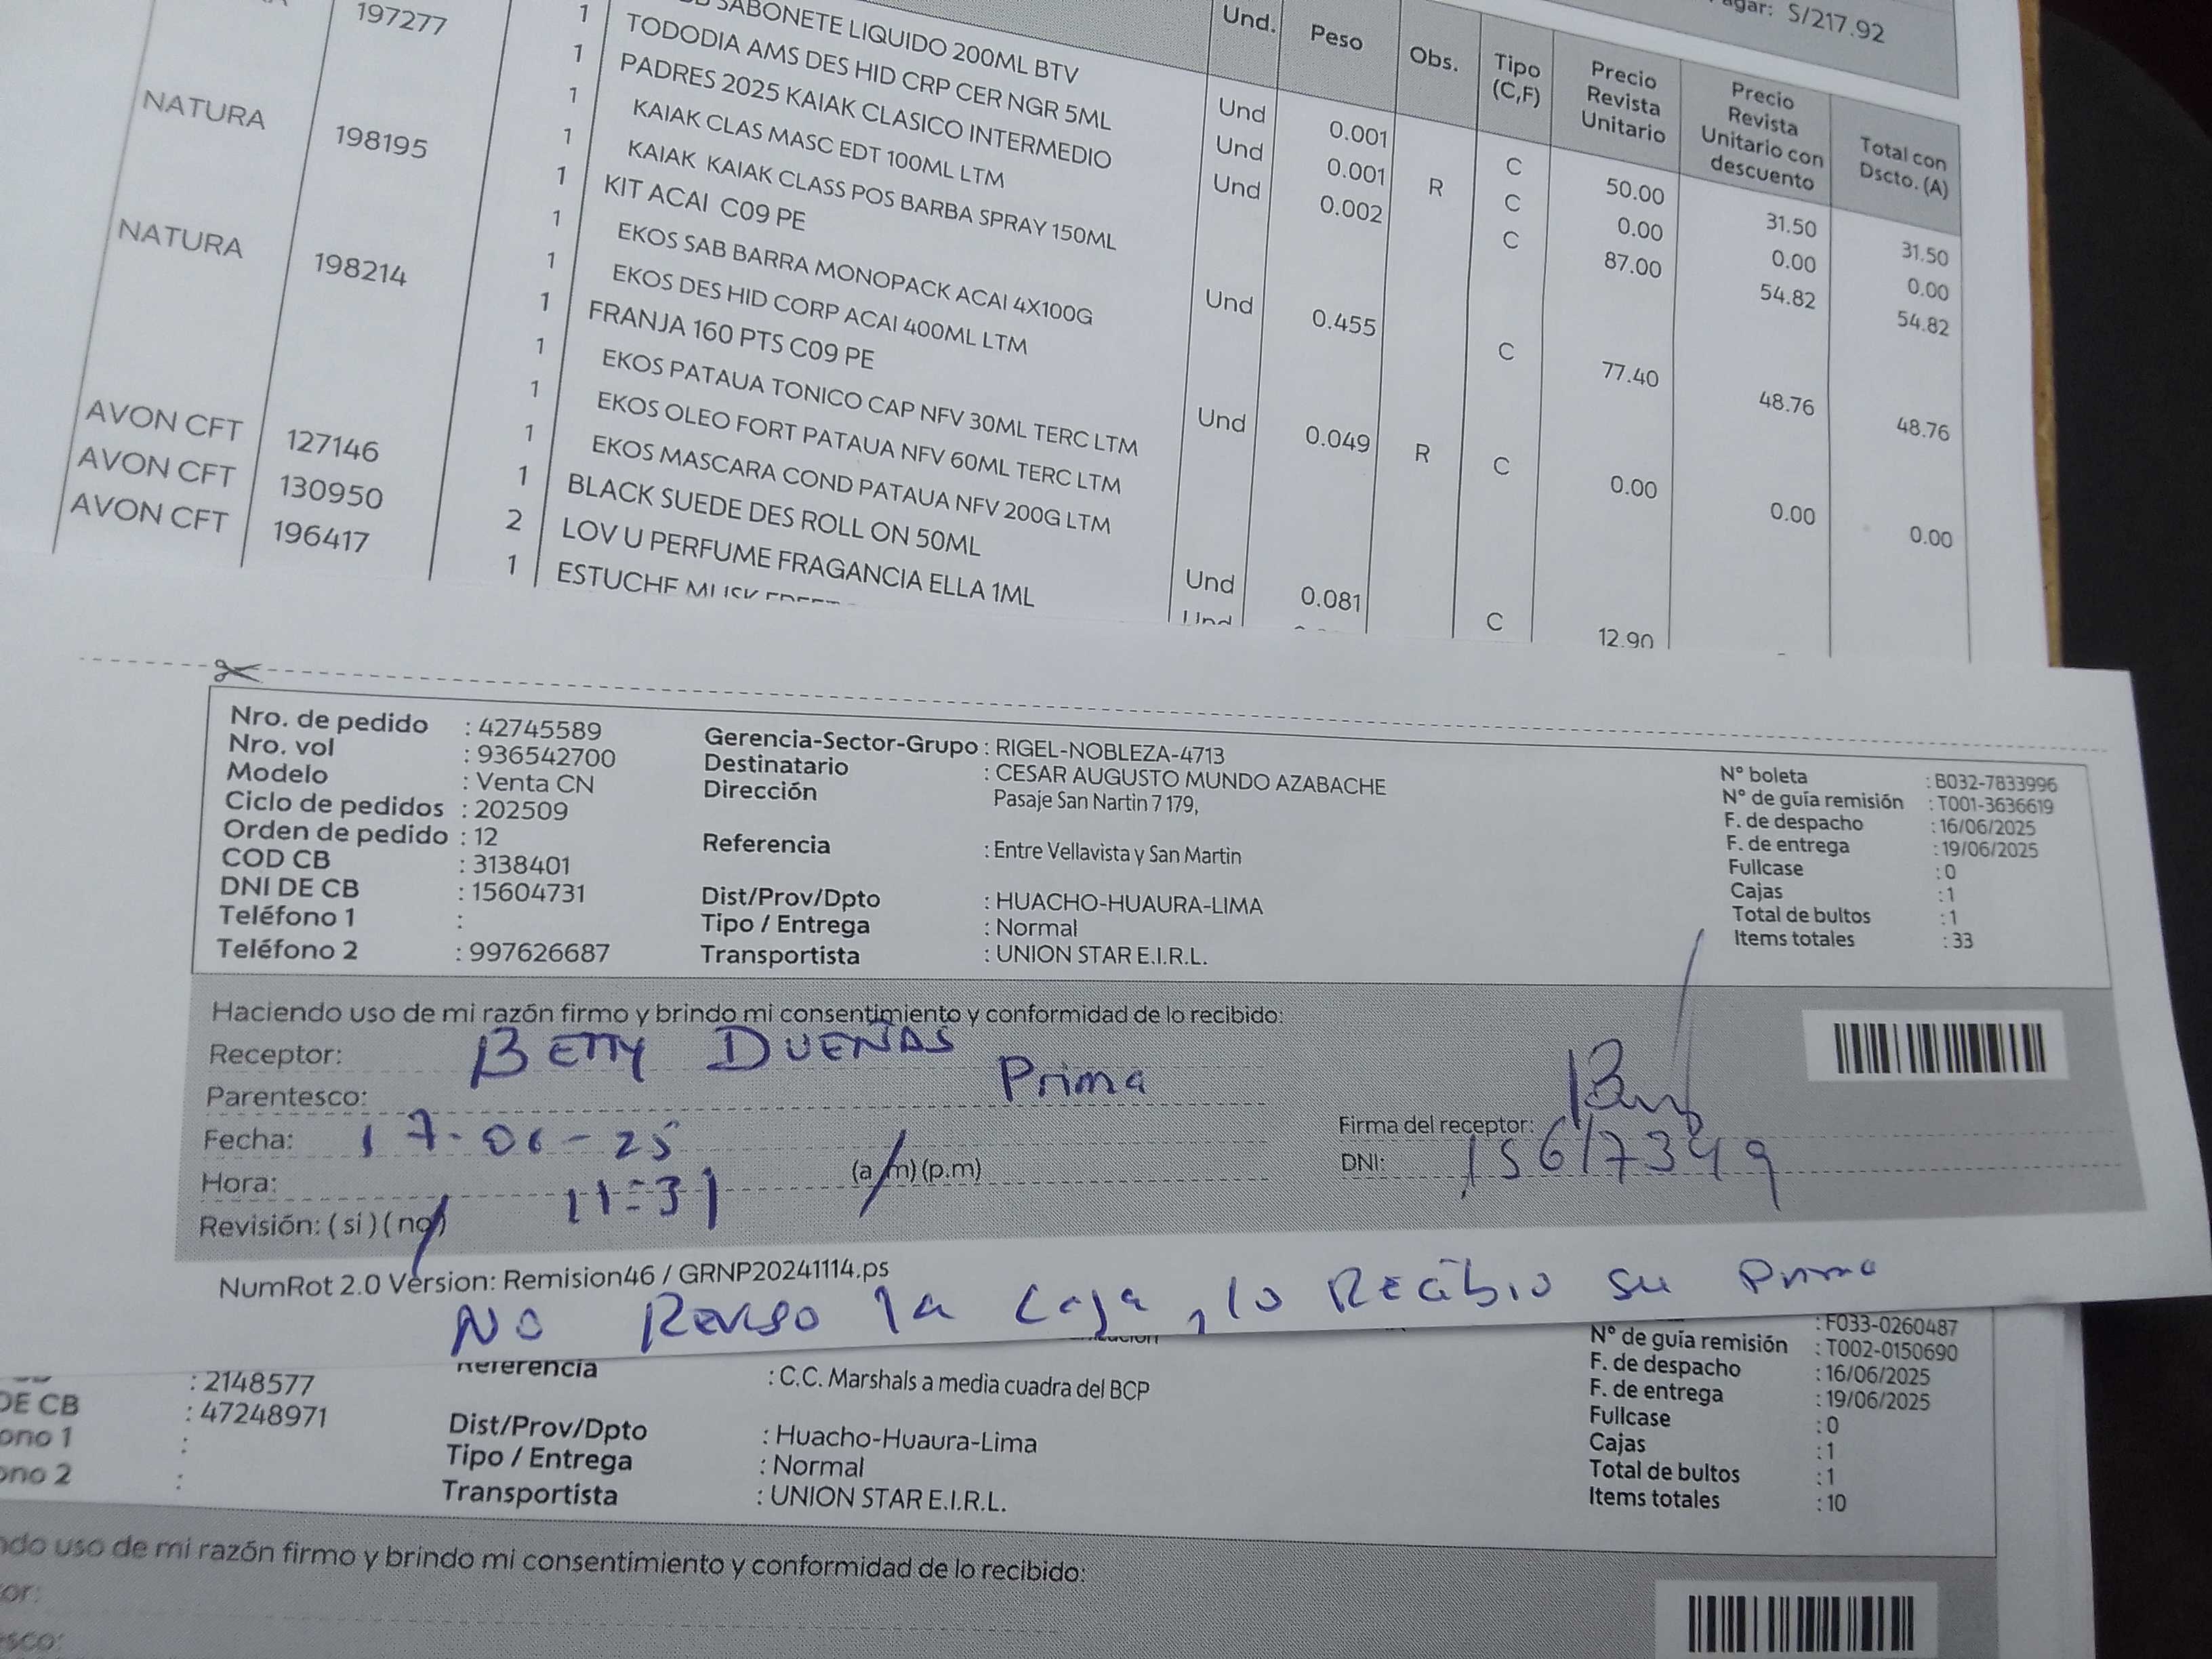 Pagar: S/217.92
Und. Peso Obs. Tipo (C,F) Precio Revista Unitario Precio Revista Unitario con descuento Total con Dscto. (A)
197277 1 SABONETE LIQUIDO 200ML BTV
1 TODODIA AMS DES HID CRP CER NGR 5ML Und 0.001 C 50.00 31.50 31.50
NATURA 198195 1 PADRES 2025 KAIAK CLASICO INTERMEDIO Und 0.001 R C 0.00 0.00 0.00
1 KAIAK CLAS MASC EDT 100ML LTM Und 0.002 C 87.00 54.82 54.82
1 KAIAK KAIAK CLASS POS BARBA SPRAY 150ML
NATURA 198214 1 KIT ACAI C09 PE Und 0.455 C 77.40 48.76 48.76
1 EKOS SAB BARRA MONOPACK ACAI 4X100G
1 EKOS DES HID CORP ACAI 400ML LTM
1 FRANJA 160 PTS C09 PE Und 0.049 R C 0.00 0.00 0.00
1 EKOS PATAUA TONICO CAP NFV 30ML TERC LTM
1 EKOS OLEO FORT PATAUA NFV 60ML TERC LTM
1 EKOS MASCARA COND PATAUA NFV 200G LTM
AVON CFT 127146 1 BLACK SUEDE DES ROLL ON 50ML Und 0.081 C 12.90
AVON CFT 130950 2 LOV U PERFUME FRAGANCIA ELLA 1ML Und
AVON CFT 196417 1 ESTUCHE MUSK
Nro. de pedido : 42745589
Nro. vol : 936542700
Modelo : Venta CN
Ciclo de pedidos : 202509
Orden de pedido : 12
COD CB : 3138401
DNI DE CB : 15604731
Teléfono 1 :
Teléfono 2 : 997626687
Gerencia-Sector-Grupo : RIGEL-NOBLEZA-4713
Destinatario : CESAR AUGUSTO MUNDO AZABACHE
Dirección Pasaje San Nartin 7 179,
Referencia : Entre Vellavista y San Martin
Dist/Prov/Dpto : HUACHO-HUAURA-LIMA
Tipo / Entrega : Normal
Transportista : UNION STAR E.I.R.L.
N° boleta : B032-7833996
N° de guía remisión : T001-3636619
F. de despacho : 16/06/2025
F. de entrega : 19/06/2025
Fullcase : 0
Cajas : 1
Total de bultos : 1
Items totales : 33
Haciendo uso de mi razón firmo y brindo mi consentimiento y conformidad de lo recibido:
Receptor: BETTY DUEÑAS
Parentesco: Prima
Fecha: 17-06-25
Hora: 11:31 (a.m) (p.m)
Revisión: ( si ) ( no )
Firma del receptor:
DNI: 15617349
NumRot 2.0 Version: Remision46 / GRNP20241114.ps
No Reviso la caja, lo Recibio su prima
: 2148577
DE CB : 47248971
ono 1 :
ono 2 :
Referencia : C.C. Marshals a media cuadra del BCP
Dist/Prov/Dpto : Huacho-Huaura-Lima
Tipo / Entrega : Normal
Transportista : UNION STAR E.I.R.L.
: F033-0260487
N° de guía remisión : T002-0150690
F. de despacho : 16/06/2025
F. de entrega : 19/06/2025
Fullcase : 0
Cajas : 1
Total de bultos : 1
Items totales : 10
ndo uso de mi razón firmo y brindo mi consentimiento y conformidad de lo recibido:
or:
esco: